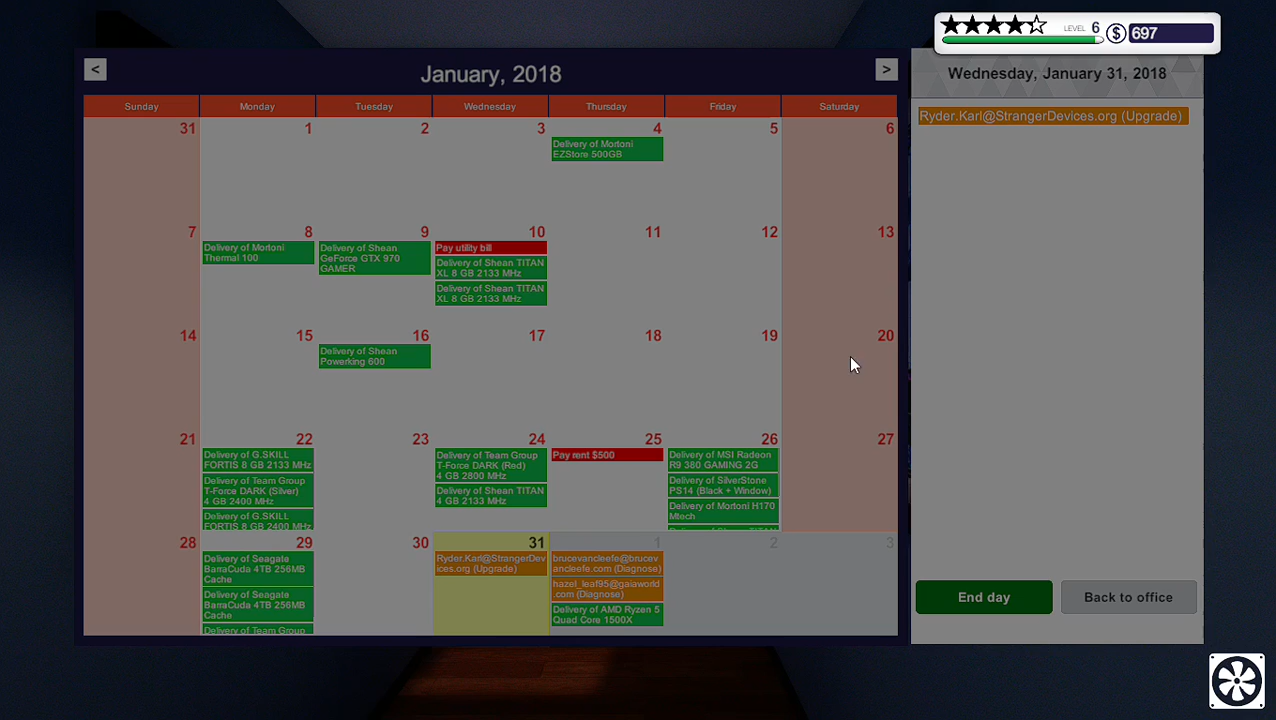 LEVEL 6 $ 697
< January, 2018 >
Wednesday, January 31, 2018
Sunday Monday Tuesday Wednesday Thursday Friday Saturday
Ryder.Karl@StrangerDevices.org (Upgrade)
31 1 2 3 4 5 6
Delivery of Mortoni
EZStore 500GB
7 8 9 10 11 12 13
Delivery of Mortoni
Thermal 100
Delivery of Shean
GeForce GTX 970
GAMER
Pay utility bill
Delivery of Shean TITAN
XL 8 GB 2133 MHz
Delivery of Shean TITAN
XL 8 GB 2133 MHz
14 15 16 17 18 19 20
Delivery of Shean
Powerking 600
21 22 23 24 25 26 27
Delivery of G.SKILL
FORTIS 8 GB 2133 MHz
Delivery of Team Group
T-Force DARK (Silver)
4 GB 2400 MHz
Delivery of G.SKILL
FORTIS 8 GB 2400 MHz
Delivery of Team Group
T-Force DARK (Red)
4 GB 2800 MHz
Delivery of Shean TITAN
4 GB 2133 MHz
Pay rent $500
Delivery of MSI Radeon
R9 380 GAMING 2G
Delivery of SilverStone
PS14 (Black + Window)
Delivery of Mortoni H170
Mtech
28 29 30 31 1 2 3
Delivery of Seagate
BarraCuda 4TB 256MB
Cache
Delivery of Seagate
BarraCuda 4TB 256MB
Cache
Delivery of Team Group
Ryder.Karl@StrangerDev
ices.org (Upgrade)
brucevancleefe@brucev
ancleefe.com (Diagnose)
hazel_leaf95@gaiaworld
.com (Diagnose)
Delivery of AMD Ryzen 5
Quad Core 1500X
End day
Back to office